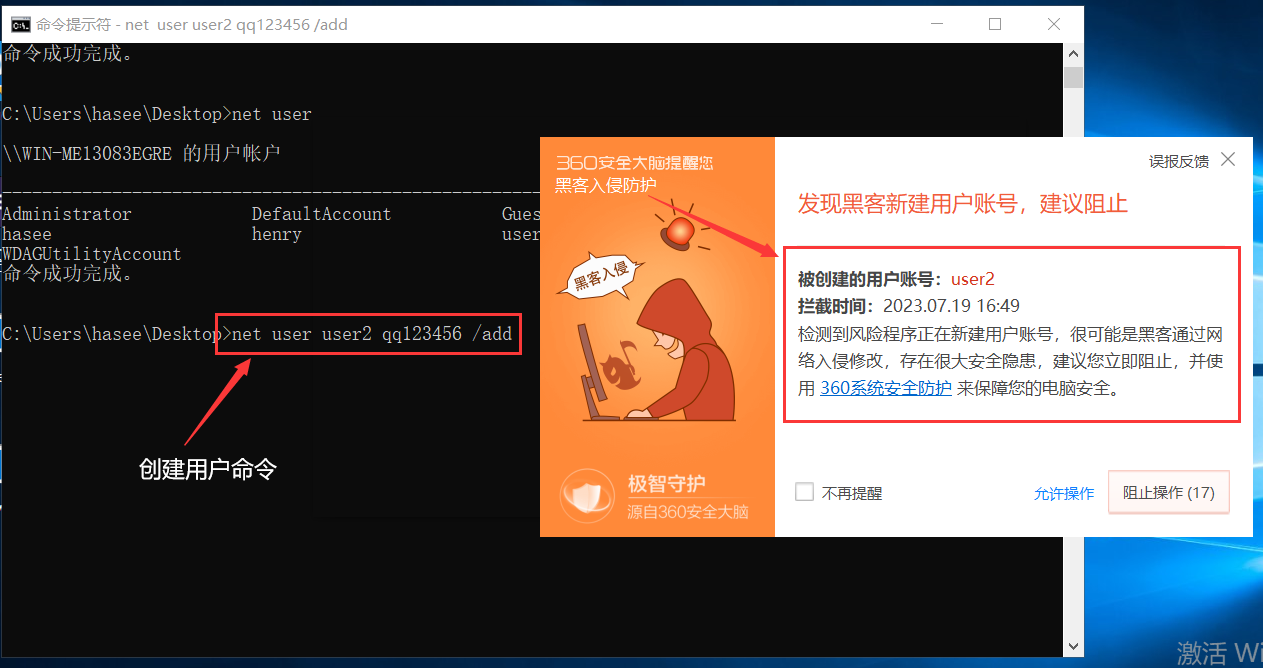 命令提示符 - net  user user2 qq123456 /add
命令成功完成。
C:\Users\hasee\Desktop>net user
\\WIN-ME13083EGRE 的用户帐户
-------------------------------------------------------------------------------
Administrator DefaultAccount Gues
hasee henry user
WDAGUtilityAccount
命令成功完成。
C:\Users\hasee\Desktop>net user user2 qq123456 /add
创建用户命令
360安全大脑提醒您
黑客入侵防护
黑客入侵
极智守护
源自360安全大脑
误报反馈
发现黑客新建用户账号，建议阻止
被创建的用户账号：user2
拦截时间：2023.07.19 16:49
检测到风险程序正在新建用户账号，很可能是黑客通过网
络入侵修改，存在很大安全隐患，建议您立即阻止，并使
用 360系统安全防护 来保障您的电脑安全。
不再提醒
允许操作
阻止操作 (17)
激活 Wi